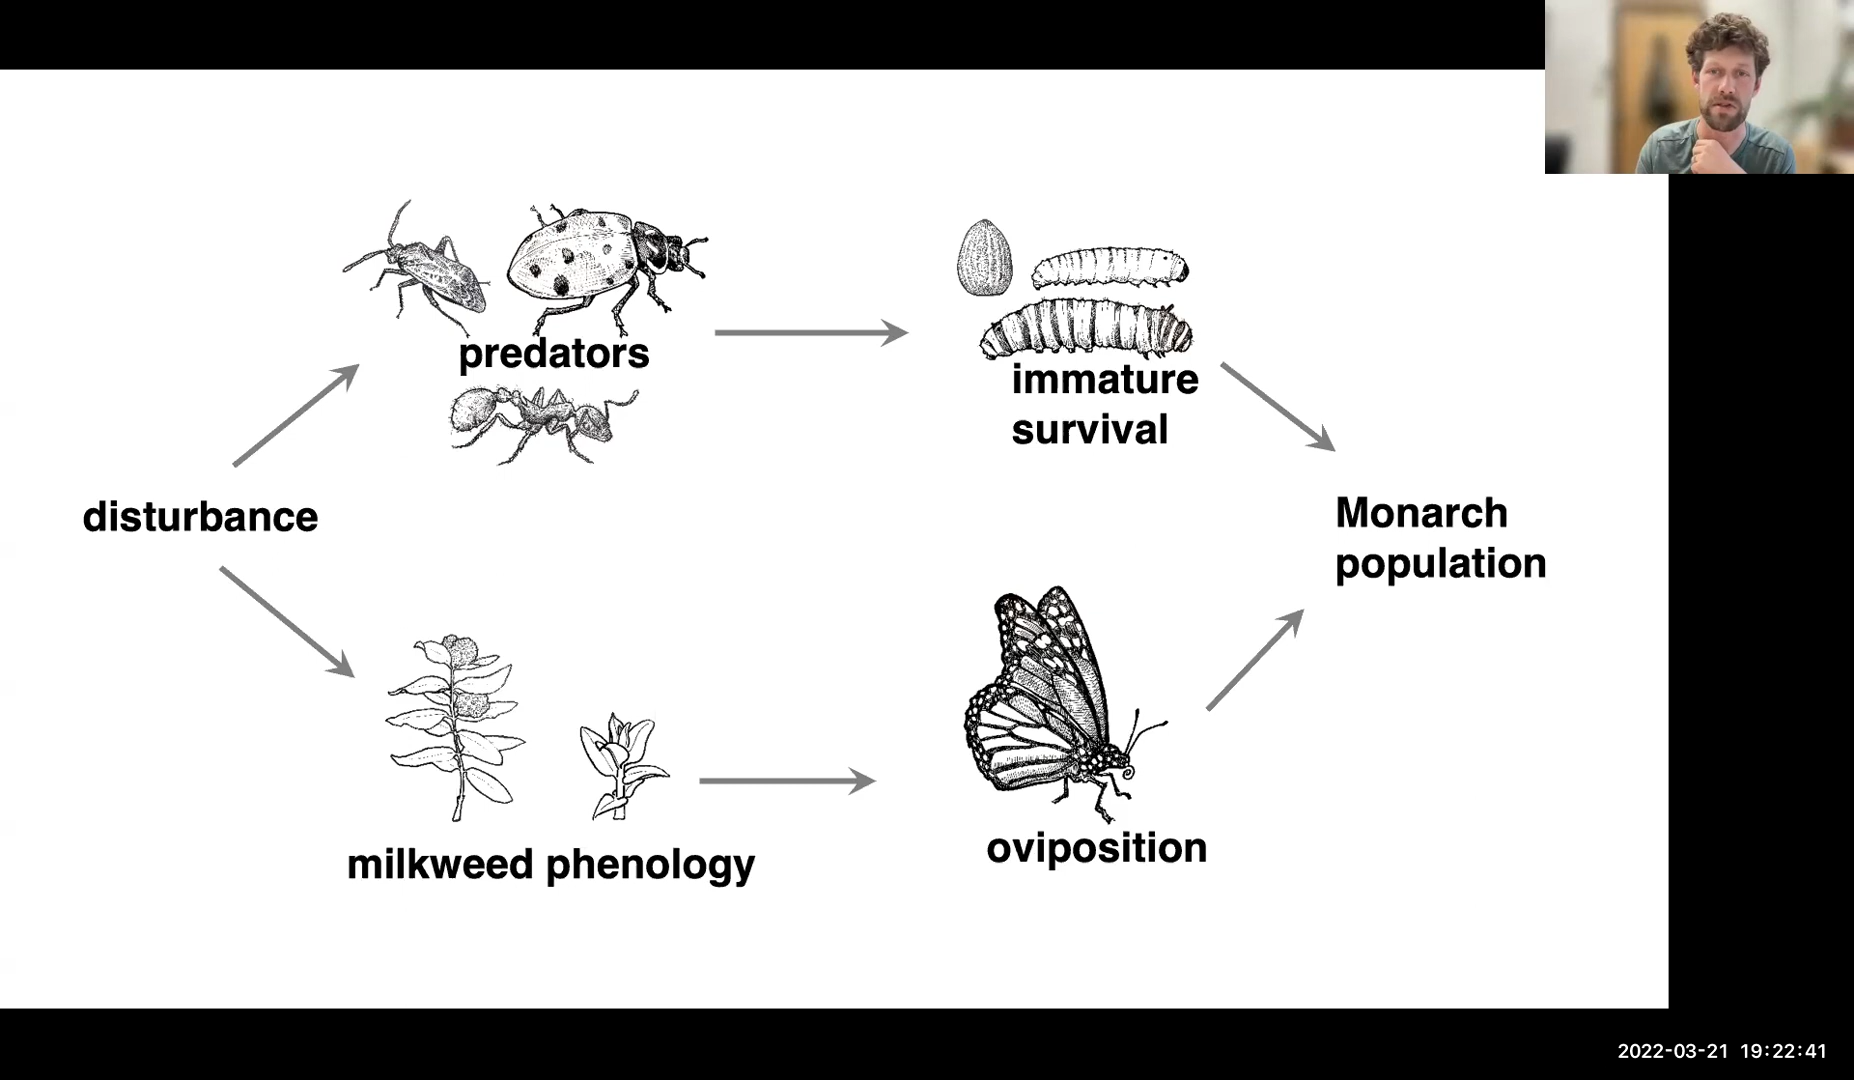 predators
immature
survival
disturbance
Monarch
population
milkweed phenology
oviposition
2022-03-21 19:22:41